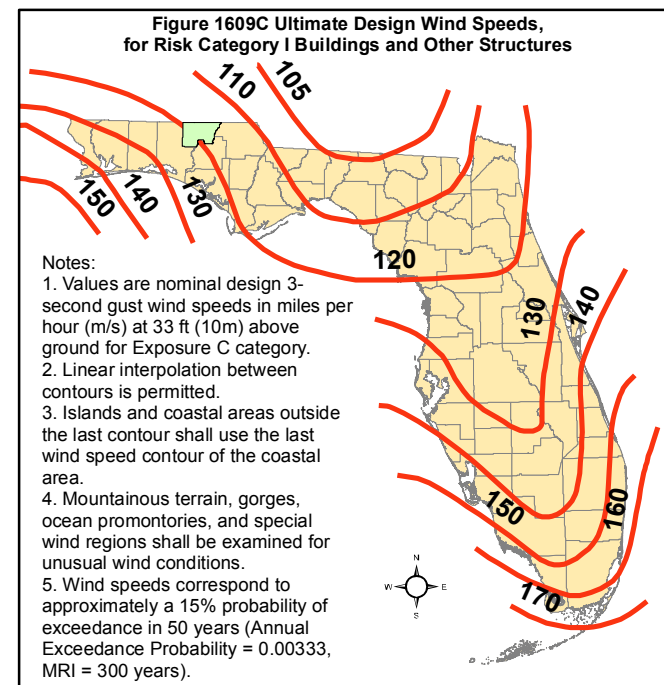 Figure 1609C Ultimate Design Wind Speeds,
for Risk Category I Buildings and Other Structures
110
105
150
140
130
120
130
140
150
160
170
Notes:
1. Values are nominal design 3-
second gust wind speeds in miles per
hour (m/s) at 33 ft (10m) above
ground for Exposure C category.
2. Linear interpolation between
contours is permitted.
3. Islands and coastal areas outside
the last contour shall use the last
wind speed contour of the coastal
area.
4. Mountainous terrain, gorges,
ocean promontories, and special
wind regions shall be examined for
unusual wind conditions.
5. Wind speeds correspond to
approximately a 15% probability of
exceedance in 50 years (Annual
Exceedance Probability = 0.00333,
MRI = 300 years).
N
W E
S